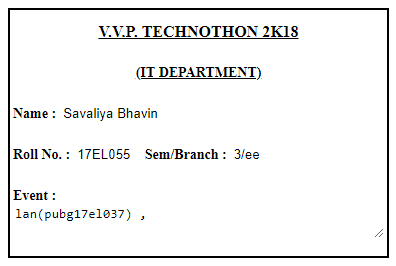 V.V.P. TECHNOTHON 2K18
(IT DEPARTMENT)
Name : Savaliya Bhavin
Roll No. : 17EL055 Sem/Branch : 3/ee
Event :
lan(pubg17el037) ,